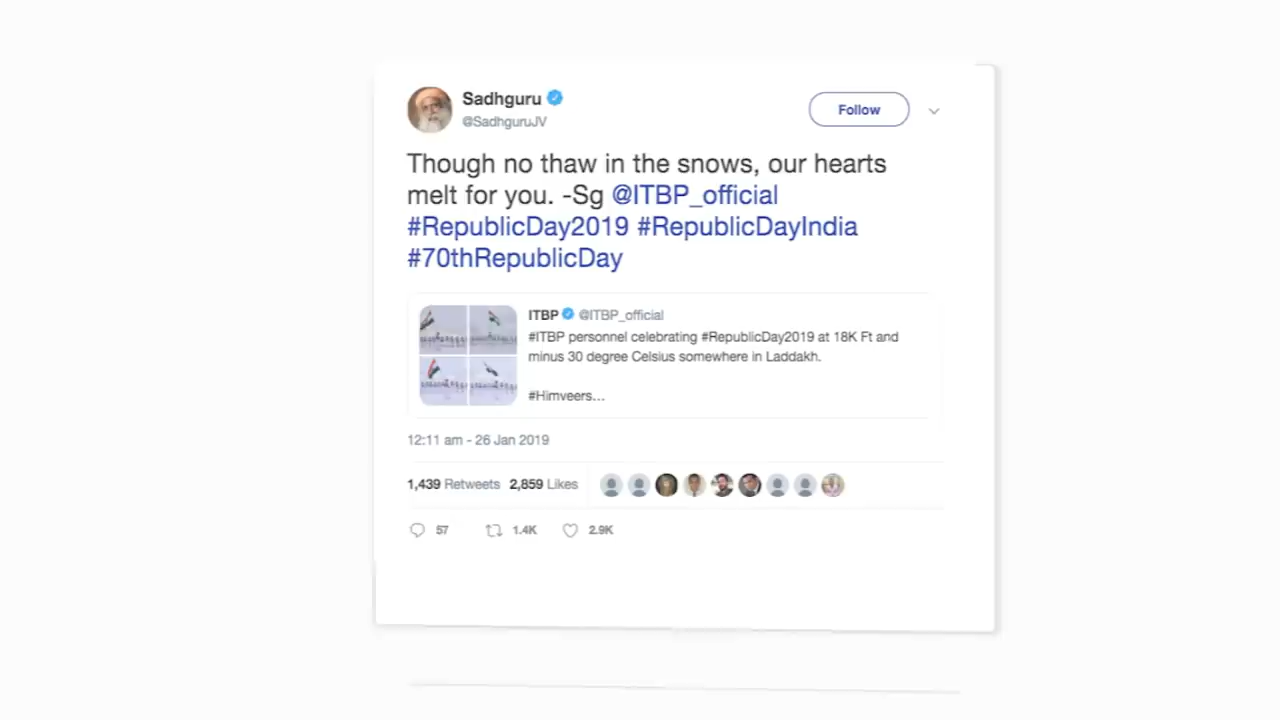 Sadhguru
@SadhguruJV
Follow
Though no thaw in the snows, our hearts
melt for you. -Sg @ITBP_official
#RepublicDay2019 #RepublicDayIndia
#70thRepublicDay
ITBP @ITBP_official
#ITBP personnel celebrating #RepublicDay2019 at 18K Ft and
minus 30 degree Celsius somewhere in Laddakh.
#Himveers...
12:11 am - 26 Jan 2019
1,439 Retweets 2,859 Likes
57 1.4K 2.9K